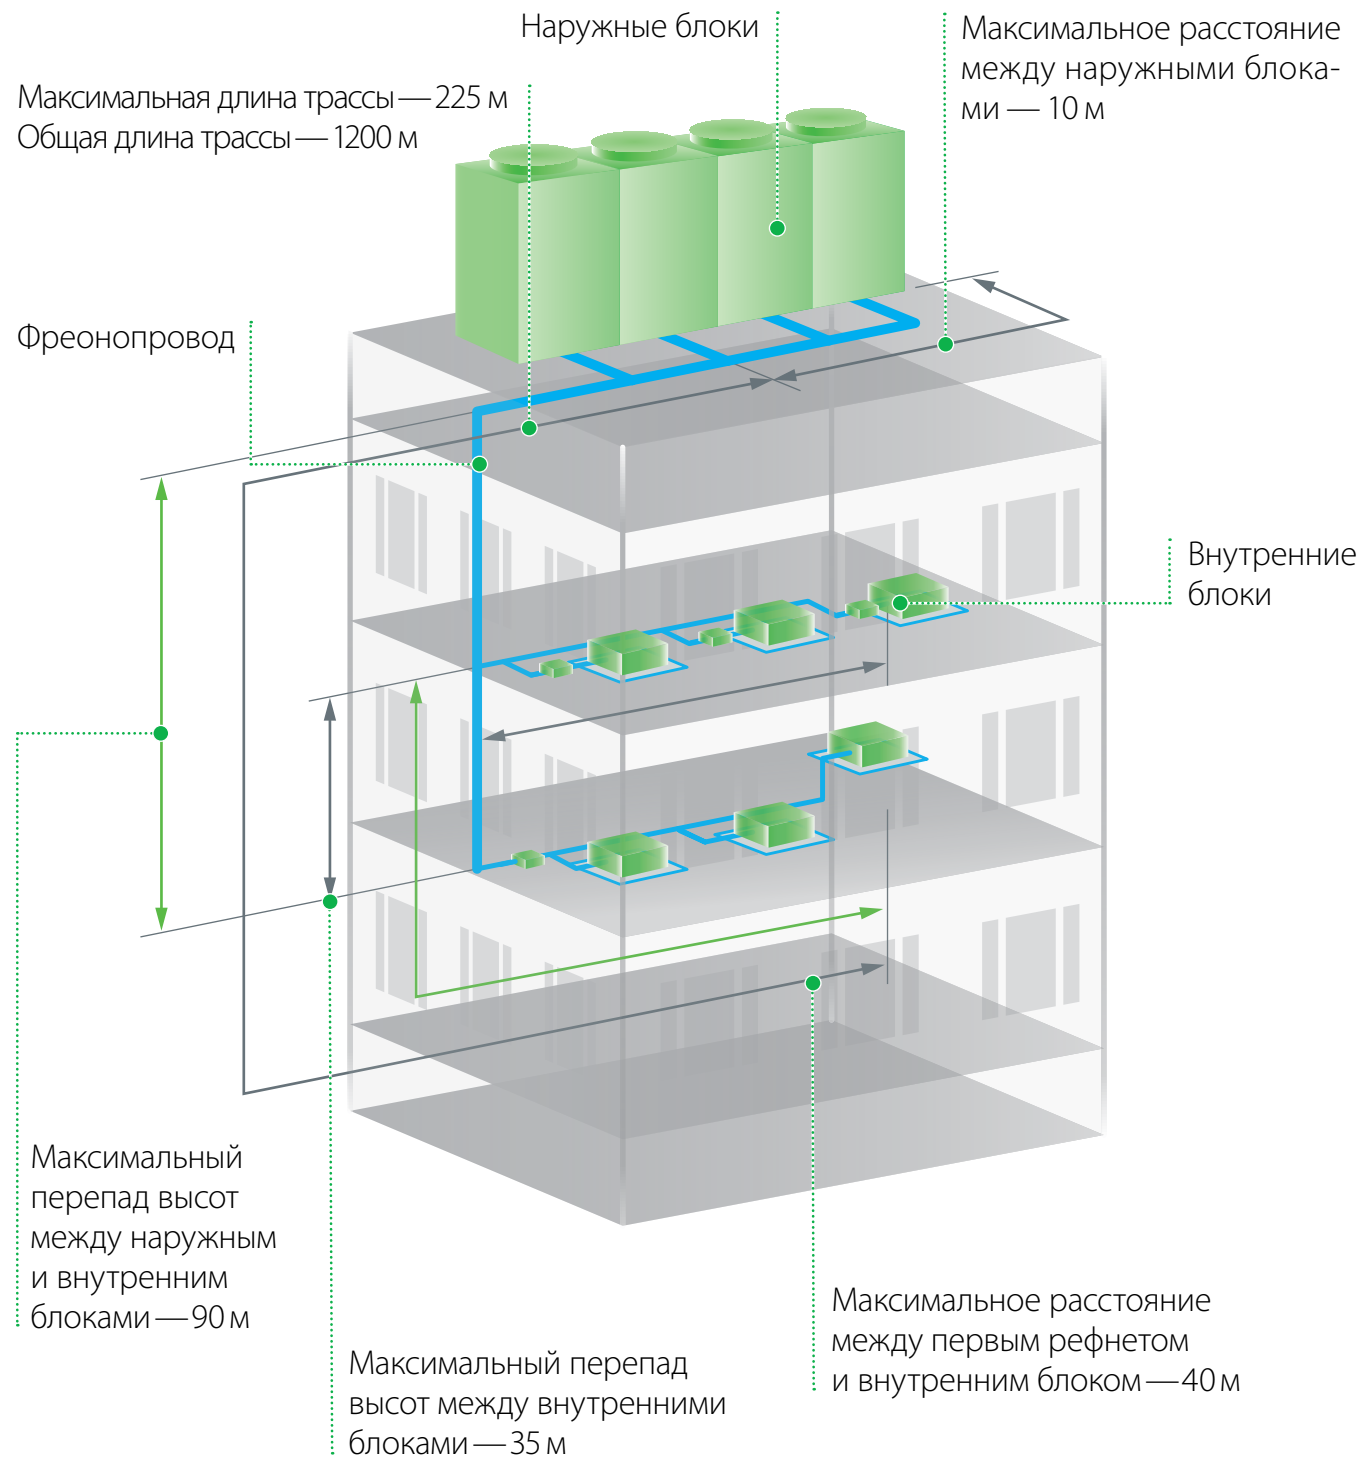 Наружные блоки
Максимальное расстояние
между наружными блока-
ми — 10 м
Максимальная длина трассы — 225 м
Общая длина трассы — 1200 м
Фреонопровод
Внутренние
блоки
Максимальный
перепад высот
между наружным
и внутренним
блоками — 90 м
Максимальное расстояние
между первым рефнетом
и внутренним блоком — 40 м
Максимальный перепад
высот между внутренними
блоками — 35 м